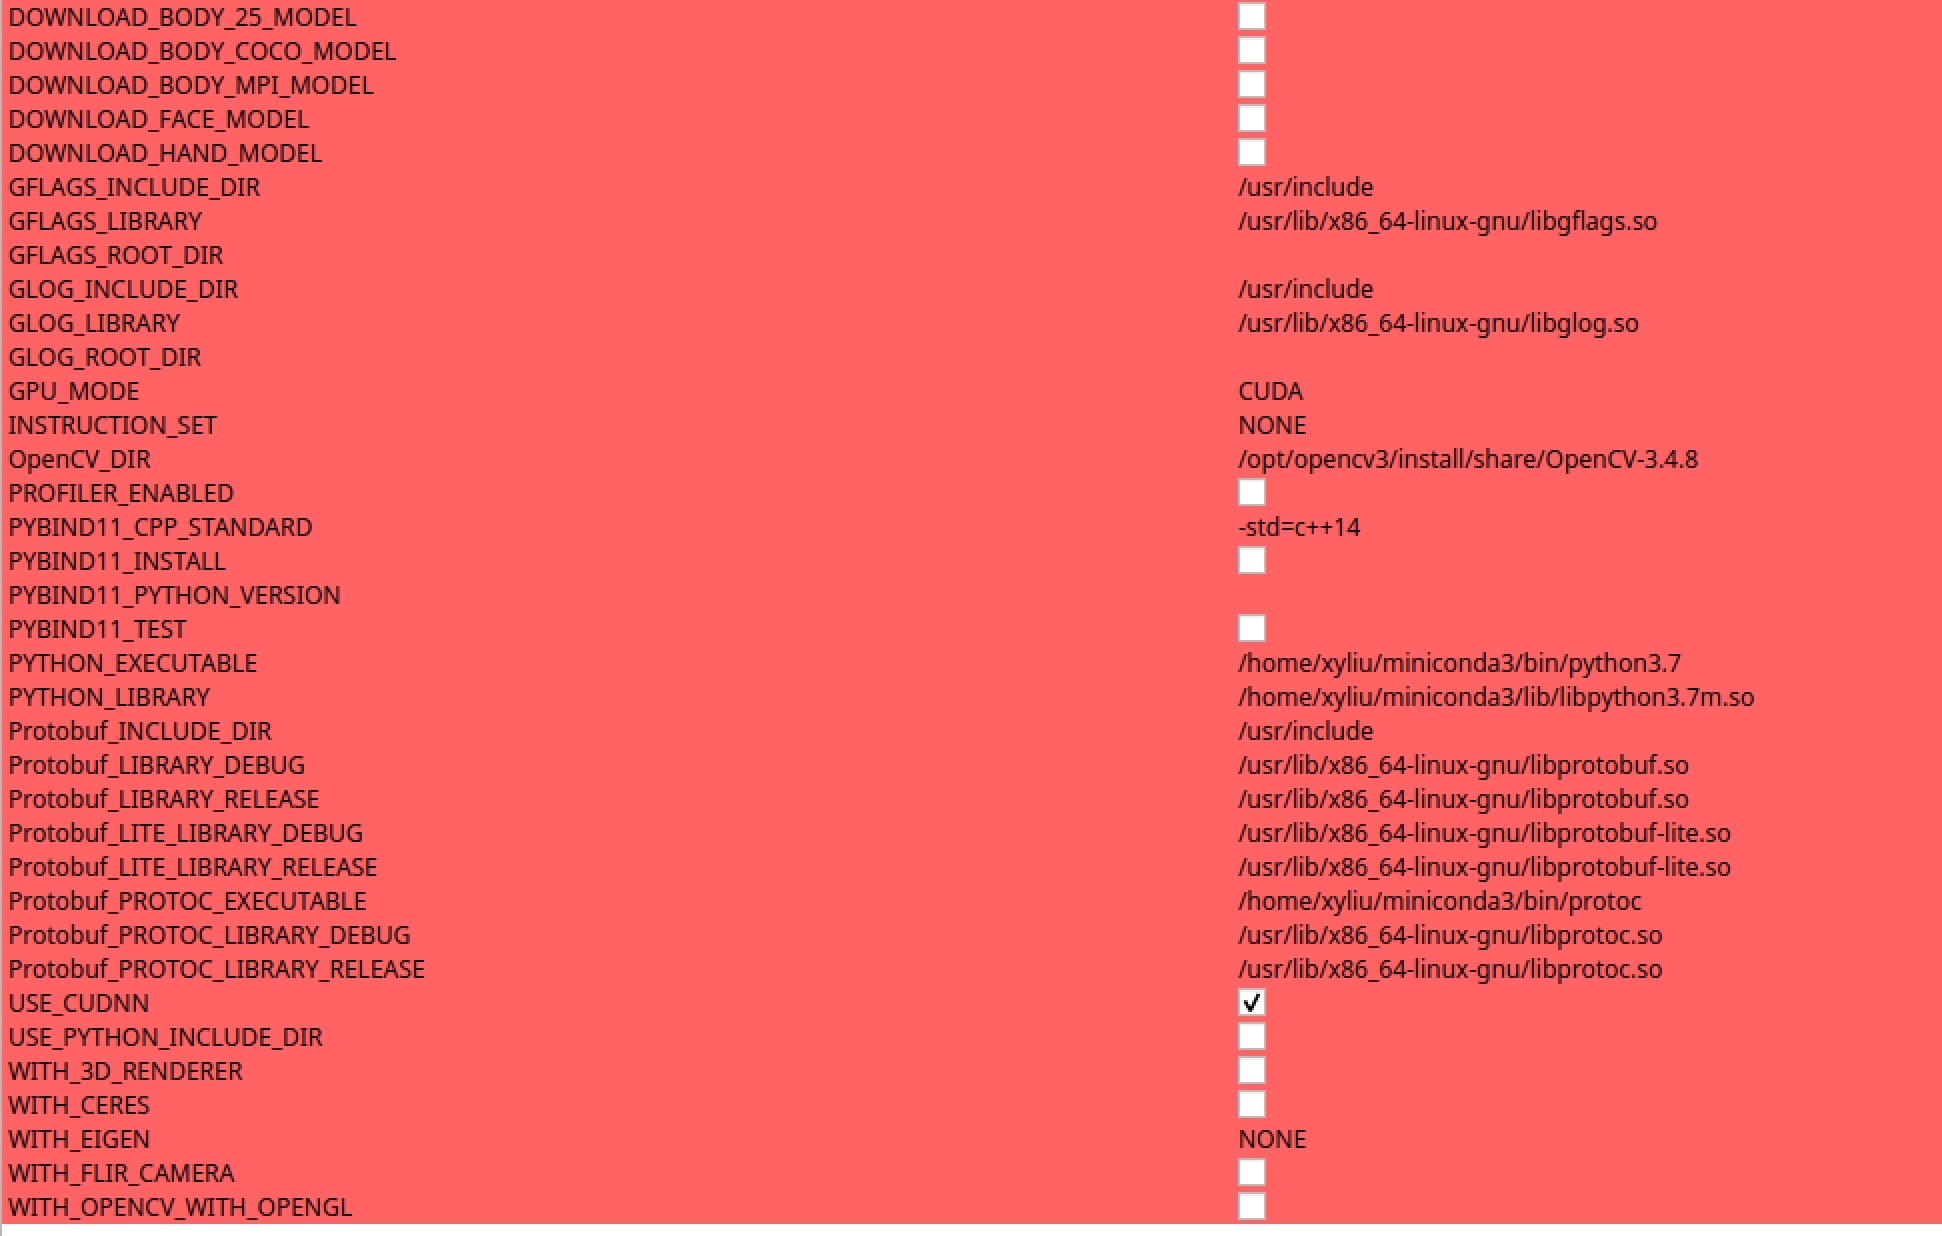 DOWNLOAD_BODY_25_MODEL
DOWNLOAD_BODY_COCO_MODEL
DOWNLOAD_BODY_MPI_MODEL
DOWNLOAD_FACE_MODEL
DOWNLOAD_HAND_MODEL
GFLAGS_INCLUDE_DIR /usr/include
GFLAGS_LIBRARY /usr/lib/x86_64-linux-gnu/libgflags.so
GFLAGS_ROOT_DIR
GLOG_INCLUDE_DIR /usr/include
GLOG_LIBRARY /usr/lib/x86_64-linux-gnu/libglog.so
GLOG_ROOT_DIR
GPU_MODE CUDA
INSTRUCTION_SET NONE
OpenCV_DIR /opt/opencv3/install/share/OpenCV-3.4.8
PROFILER_ENABLED
PYBIND11_CPP_STANDARD -std=c++14
PYBIND11_INSTALL
PYBIND11_PYTHON_VERSION
PYBIND11_TEST
PYTHON_EXECUTABLE /home/xyliu/miniconda3/bin/python3.7
PYTHON_LIBRARY /home/xyliu/miniconda3/lib/libpython3.7m.so
Protobuf_INCLUDE_DIR /usr/include
Protobuf_LIBRARY_DEBUG /usr/lib/x86_64-linux-gnu/libprotobuf.so
Protobuf_LIBRARY_RELEASE /usr/lib/x86_64-linux-gnu/libprotobuf.so
Protobuf_LITE_LIBRARY_DEBUG /usr/lib/x86_64-linux-gnu/libprotobuf-lite.so
Protobuf_LITE_LIBRARY_RELEASE /usr/lib/x86_64-linux-gnu/libprotobuf-lite.so
Protobuf_PROTOC_EXECUTABLE /home/xyliu/miniconda3/bin/protoc
Protobuf_PROTOC_LIBRARY_DEBUG /usr/lib/x86_64-linux-gnu/libprotoc.so
Protobuf_PROTOC_LIBRARY_RELEASE /usr/lib/x86_64-linux-gnu/libprotoc.so
USE_CUDNN
USE_PYTHON_INCLUDE_DIR
WITH_3D_RENDERER
WITH_CERES
WITH_EIGEN NONE
WITH_FLIR_CAMERA
WITH_OPENCV_WITH_OPENGL